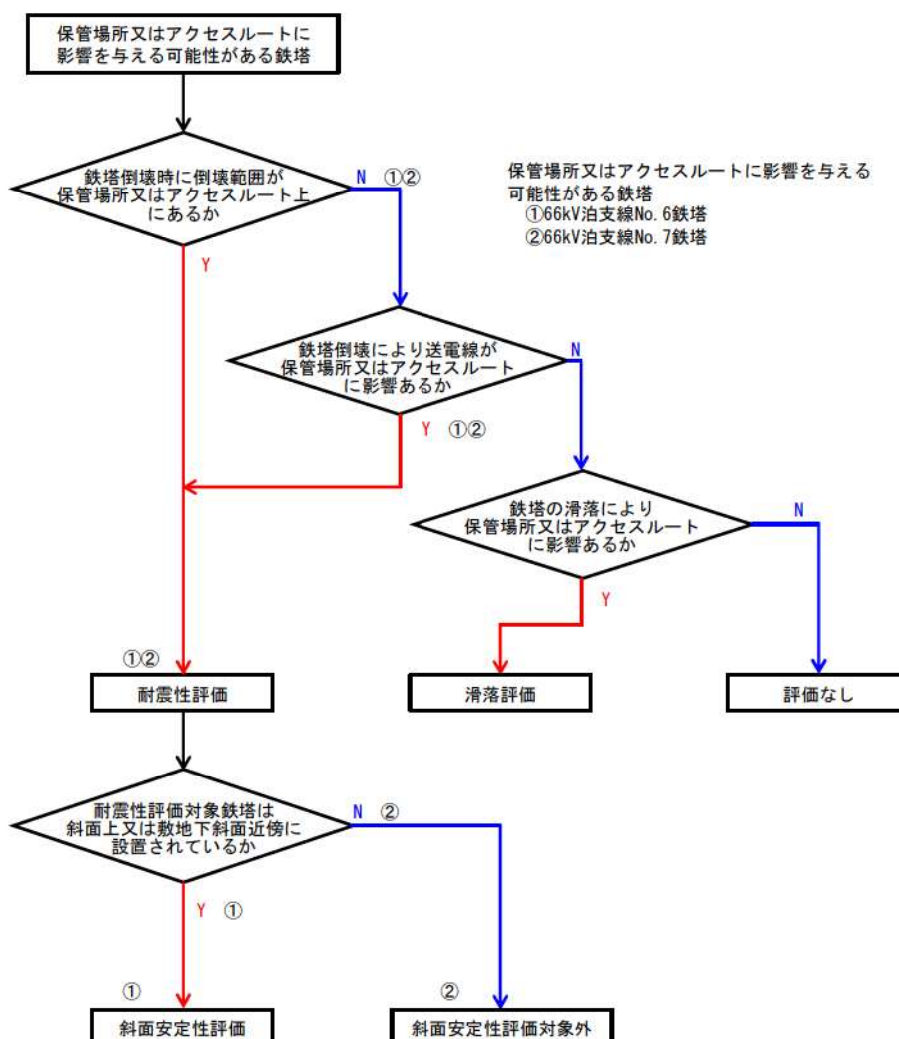 保管場所又はアクセスルートに
影響を与える可能性がある鉄塔
鉄塔倒壊時に倒壊範囲が
保管場所又はアクセスルート上
にあるか
N ①②
Y
保管場所又はアクセスルートに影響を与える
可能性がある鉄塔
①66kV泊支線No.6鉄塔
②66kV泊支線No.7鉄塔
鉄塔倒壊により送電線が
保管場所又はアクセスルート
に影響あるか
N
Y ①②
鉄塔の滑落により
保管場所又はアクセスルート
に影響あるか
N
Y
①②
耐震性評価
滑落評価
評価なし
耐震性評価対象鉄塔は
斜面上又は敷地下斜面近傍に
設置されているか
N ②
Y ①
①
斜面安定性評価
②
斜面安定性評価対象外